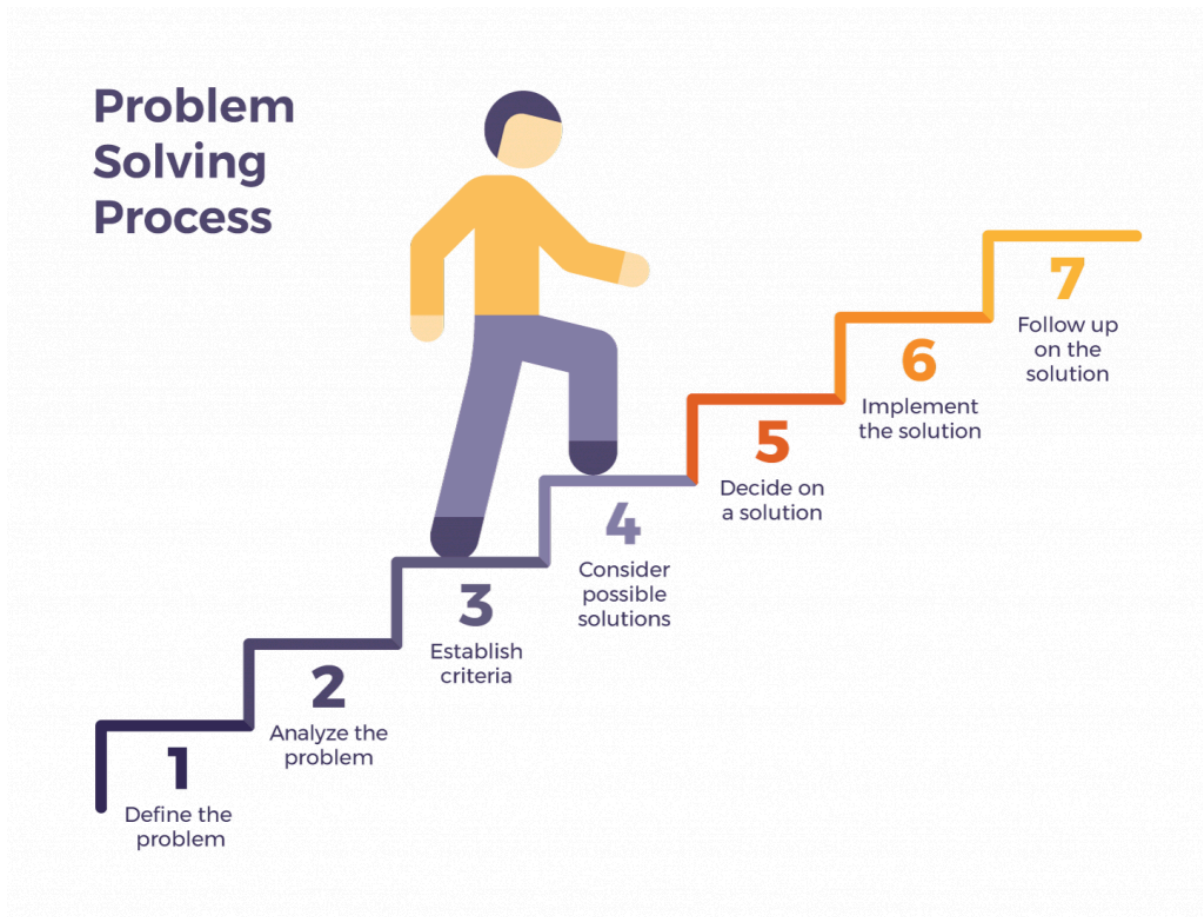 Problem
Solving
Process
1
Define the
problem
2
Analyze the
problem
3
Establish
criteria
4
Consider
possible
solutions
5
Decide on
a solution
6
Implement
the solution
7
Follow up
on the
solution